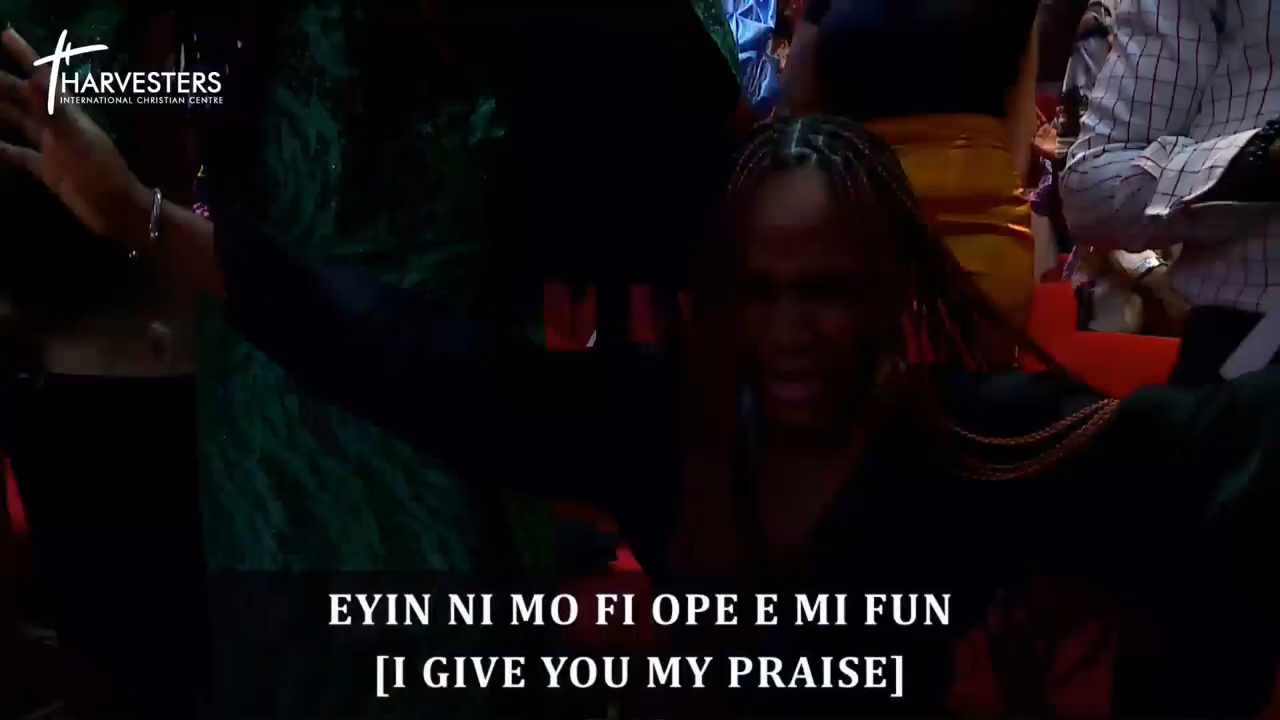 HARVESTERS
INTERNATIONAL CHRISTIAN CENTRE
EYIN NI MO FI OPE E MI FUN
[I GIVE YOU MY PRAISE]